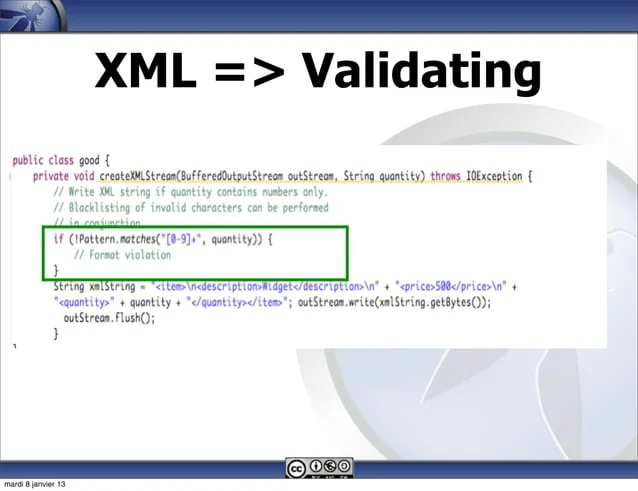 XML => Validating
public class good {
private void createXMLStream(BufferedOutputStream outStream, String quantity) throws IOException {
// Write XML string if quantity contains numbers only.
// Blacklisting of invalid characters can be performed
// in conjunction
if (!Pattern.matches("[0-9]+", quantity)) {
// Format violation
}
String xmlString = "<item>\n<description>Widget</description>\n" + "<price>500</price>\n" +
"<quantity>" + quantity + "</quantity></item>"; outStream.write(xmlString.getBytes());
outStream.flush();
}
}
cc
mardi 8 janvier 13